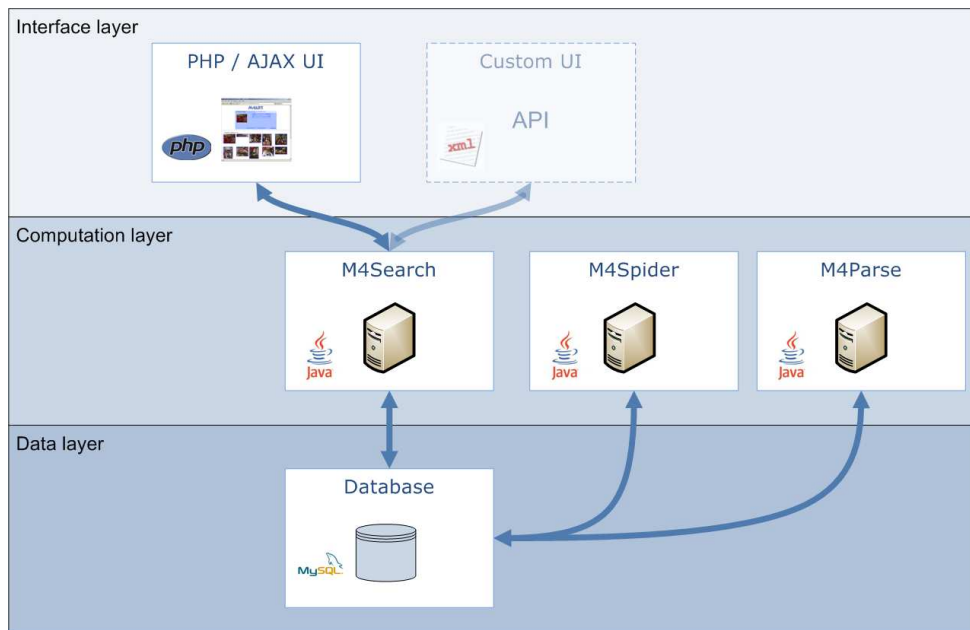 Interface layer
PHP / AJAX UI
php
Custom UI
API
xml
Computation layer
M4Search
Java
M4Spider
Java
M4Parse
Java
Data layer
Database
MySQL